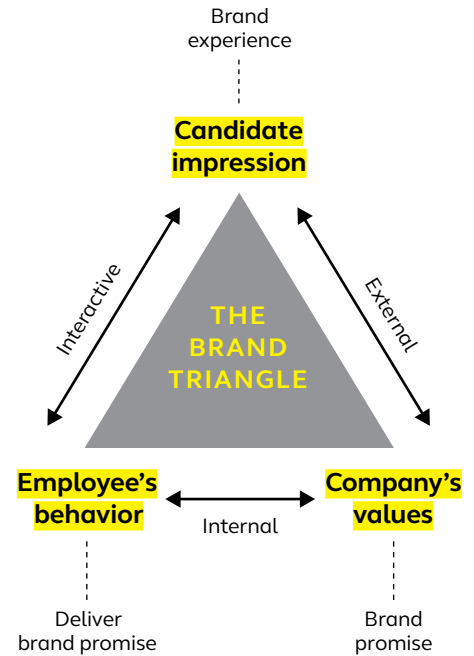 Brand
experience
Candidate
impression
Interactive
External
THE
BRAND
TRIANGLE
Employee's
behavior
Internal
Company's
values
Deliver
brand promise
Brand
promise